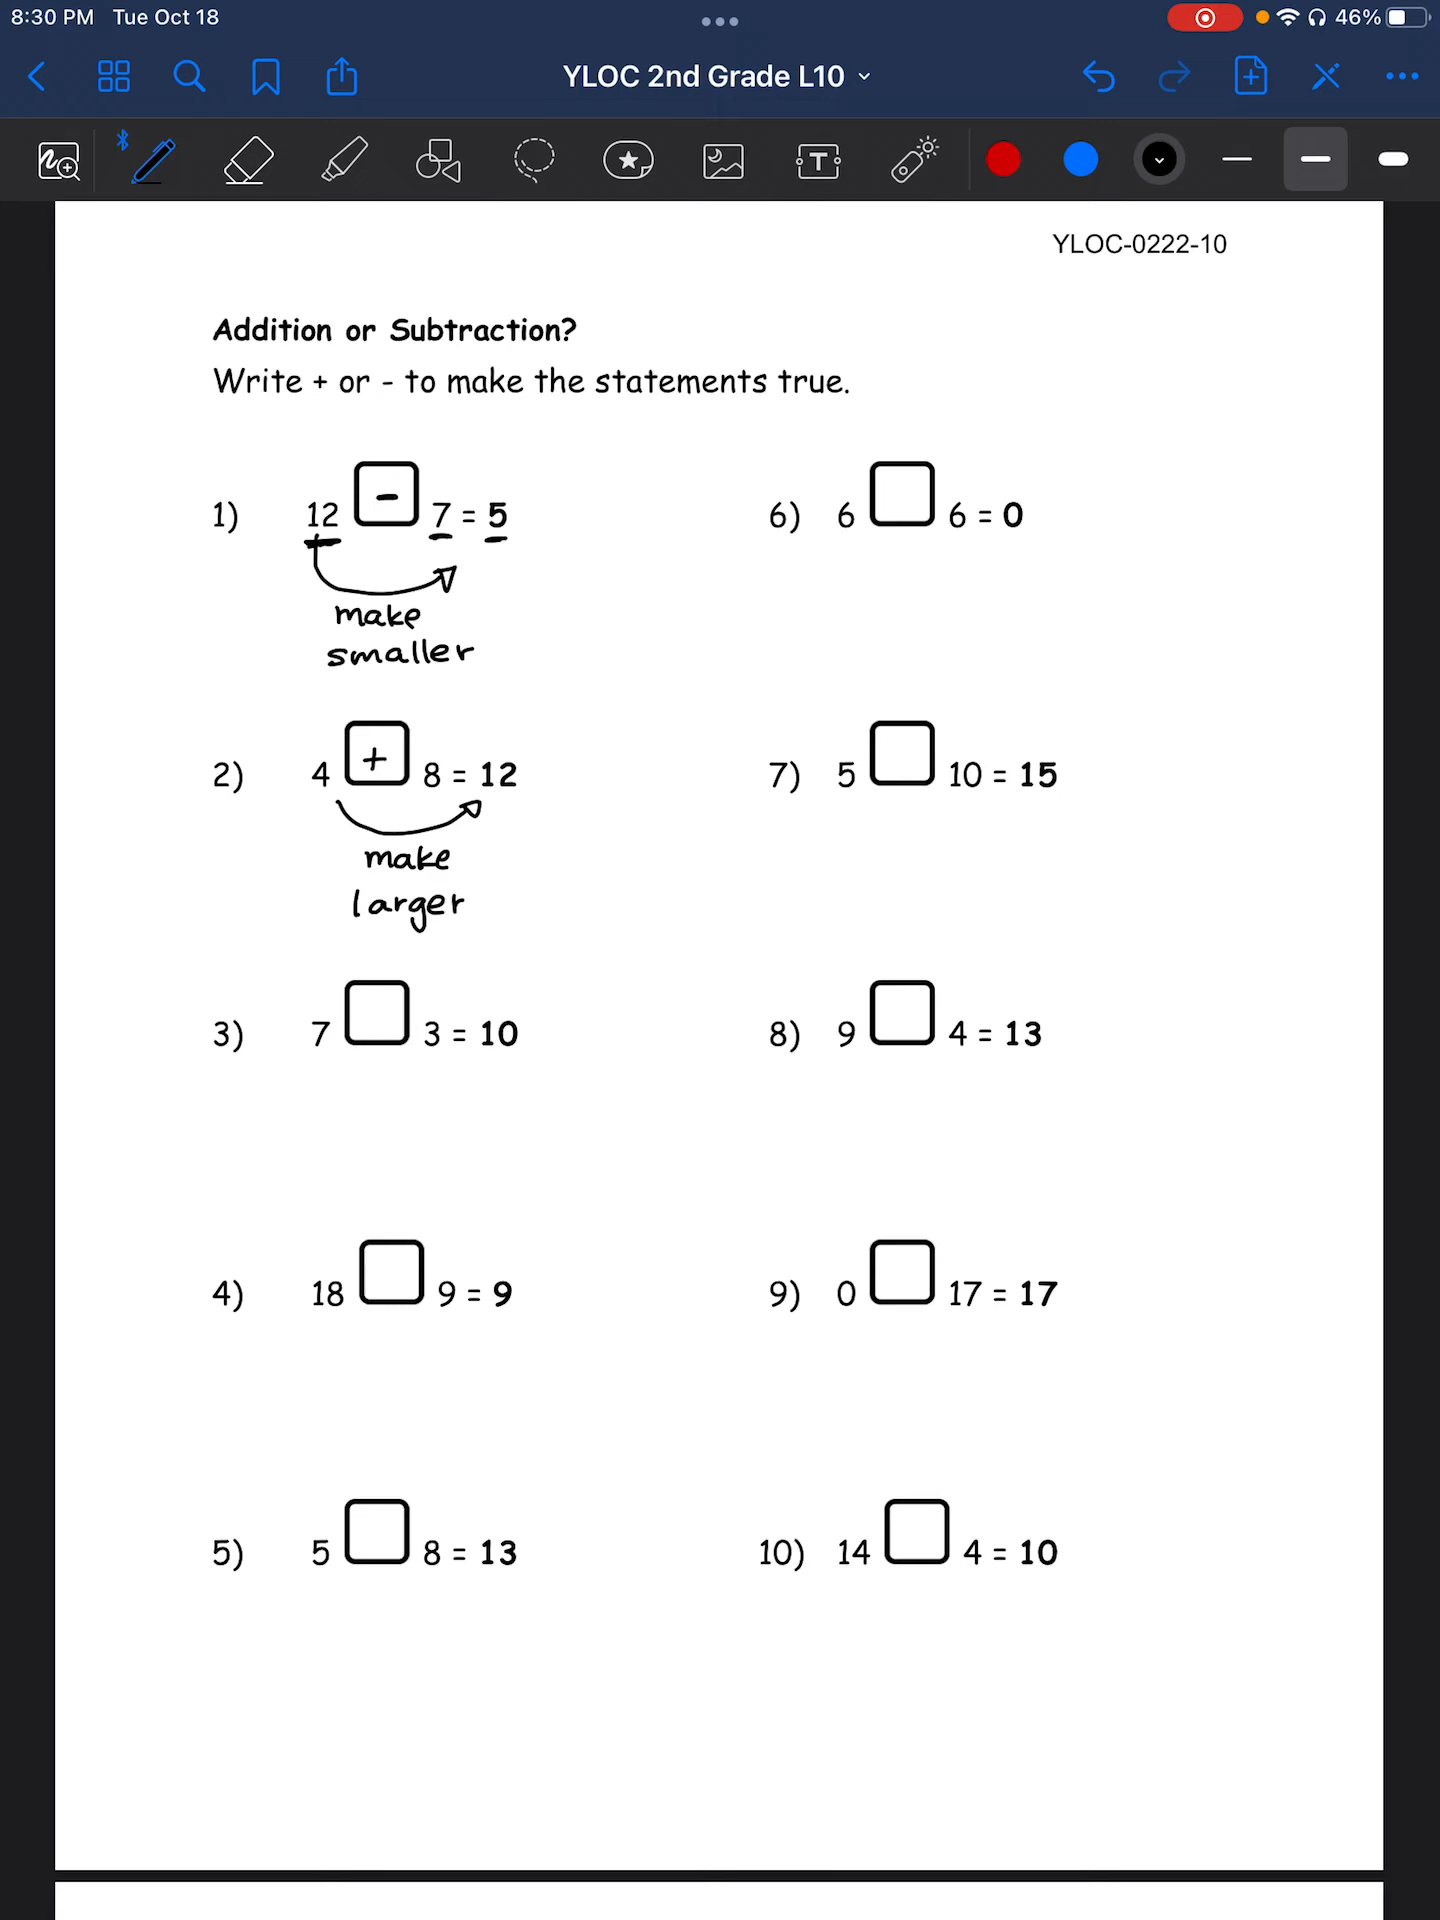 8:30 PM Tue Oct 18
46%
YLOC 2nd Grade L10
YLOC-0222-10
Addition or Subtraction?
Write + or - to make the statements true.
1) 12 - 7 = 5
make
smaller
2) 4 + 8 = 12
make
larger
3) 7 3 = 10
4) 18 9 = 9
5) 5 8 = 13
6) 6 6 = 0
7) 5 10 = 15
8) 9 4 = 13
9) 0 17 = 17
10) 14 4 = 10